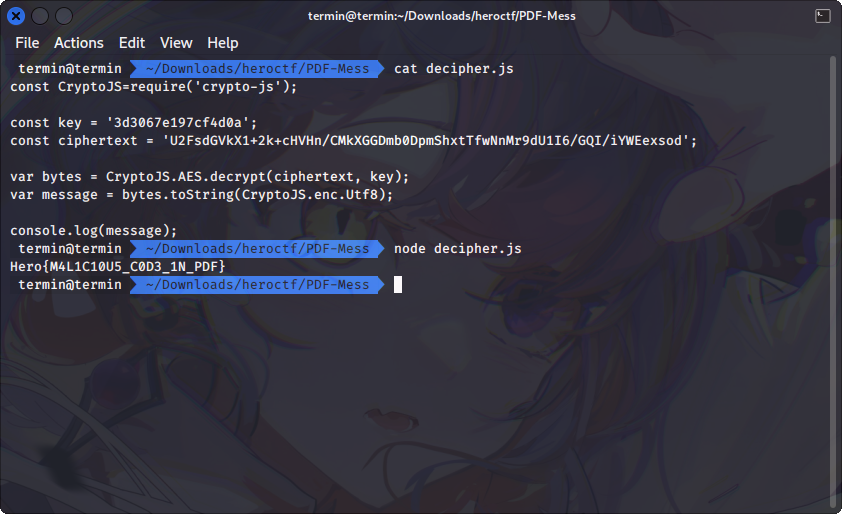 termin@termin:~/Downloads/heroctf/PDF-Mess
File Actions Edit View Help
termin@termin ~/Downloads/heroctf/PDF-Mess cat decipher.js
const CryptoJS=require('crypto-js');
const key = '3d3067e197cf4d0a';
const ciphertext = 'U2FsdGVkX1+2k+cHVHn/CMkXGGDmb0DpmShxtTfwNnMr9dU1I6/GQI/iYWEexsod';
var bytes = CryptoJS.AES.decrypt(ciphertext, key);
var message = bytes.toString(CryptoJS.enc.Utf8);
console.log(message);
termin@termin ~/Downloads/heroctf/PDF-Mess node decipher.js
Hero{M4L1C10U5_C0D3_1N_PDF}
termin@termin ~/Downloads/heroctf/PDF-Mess